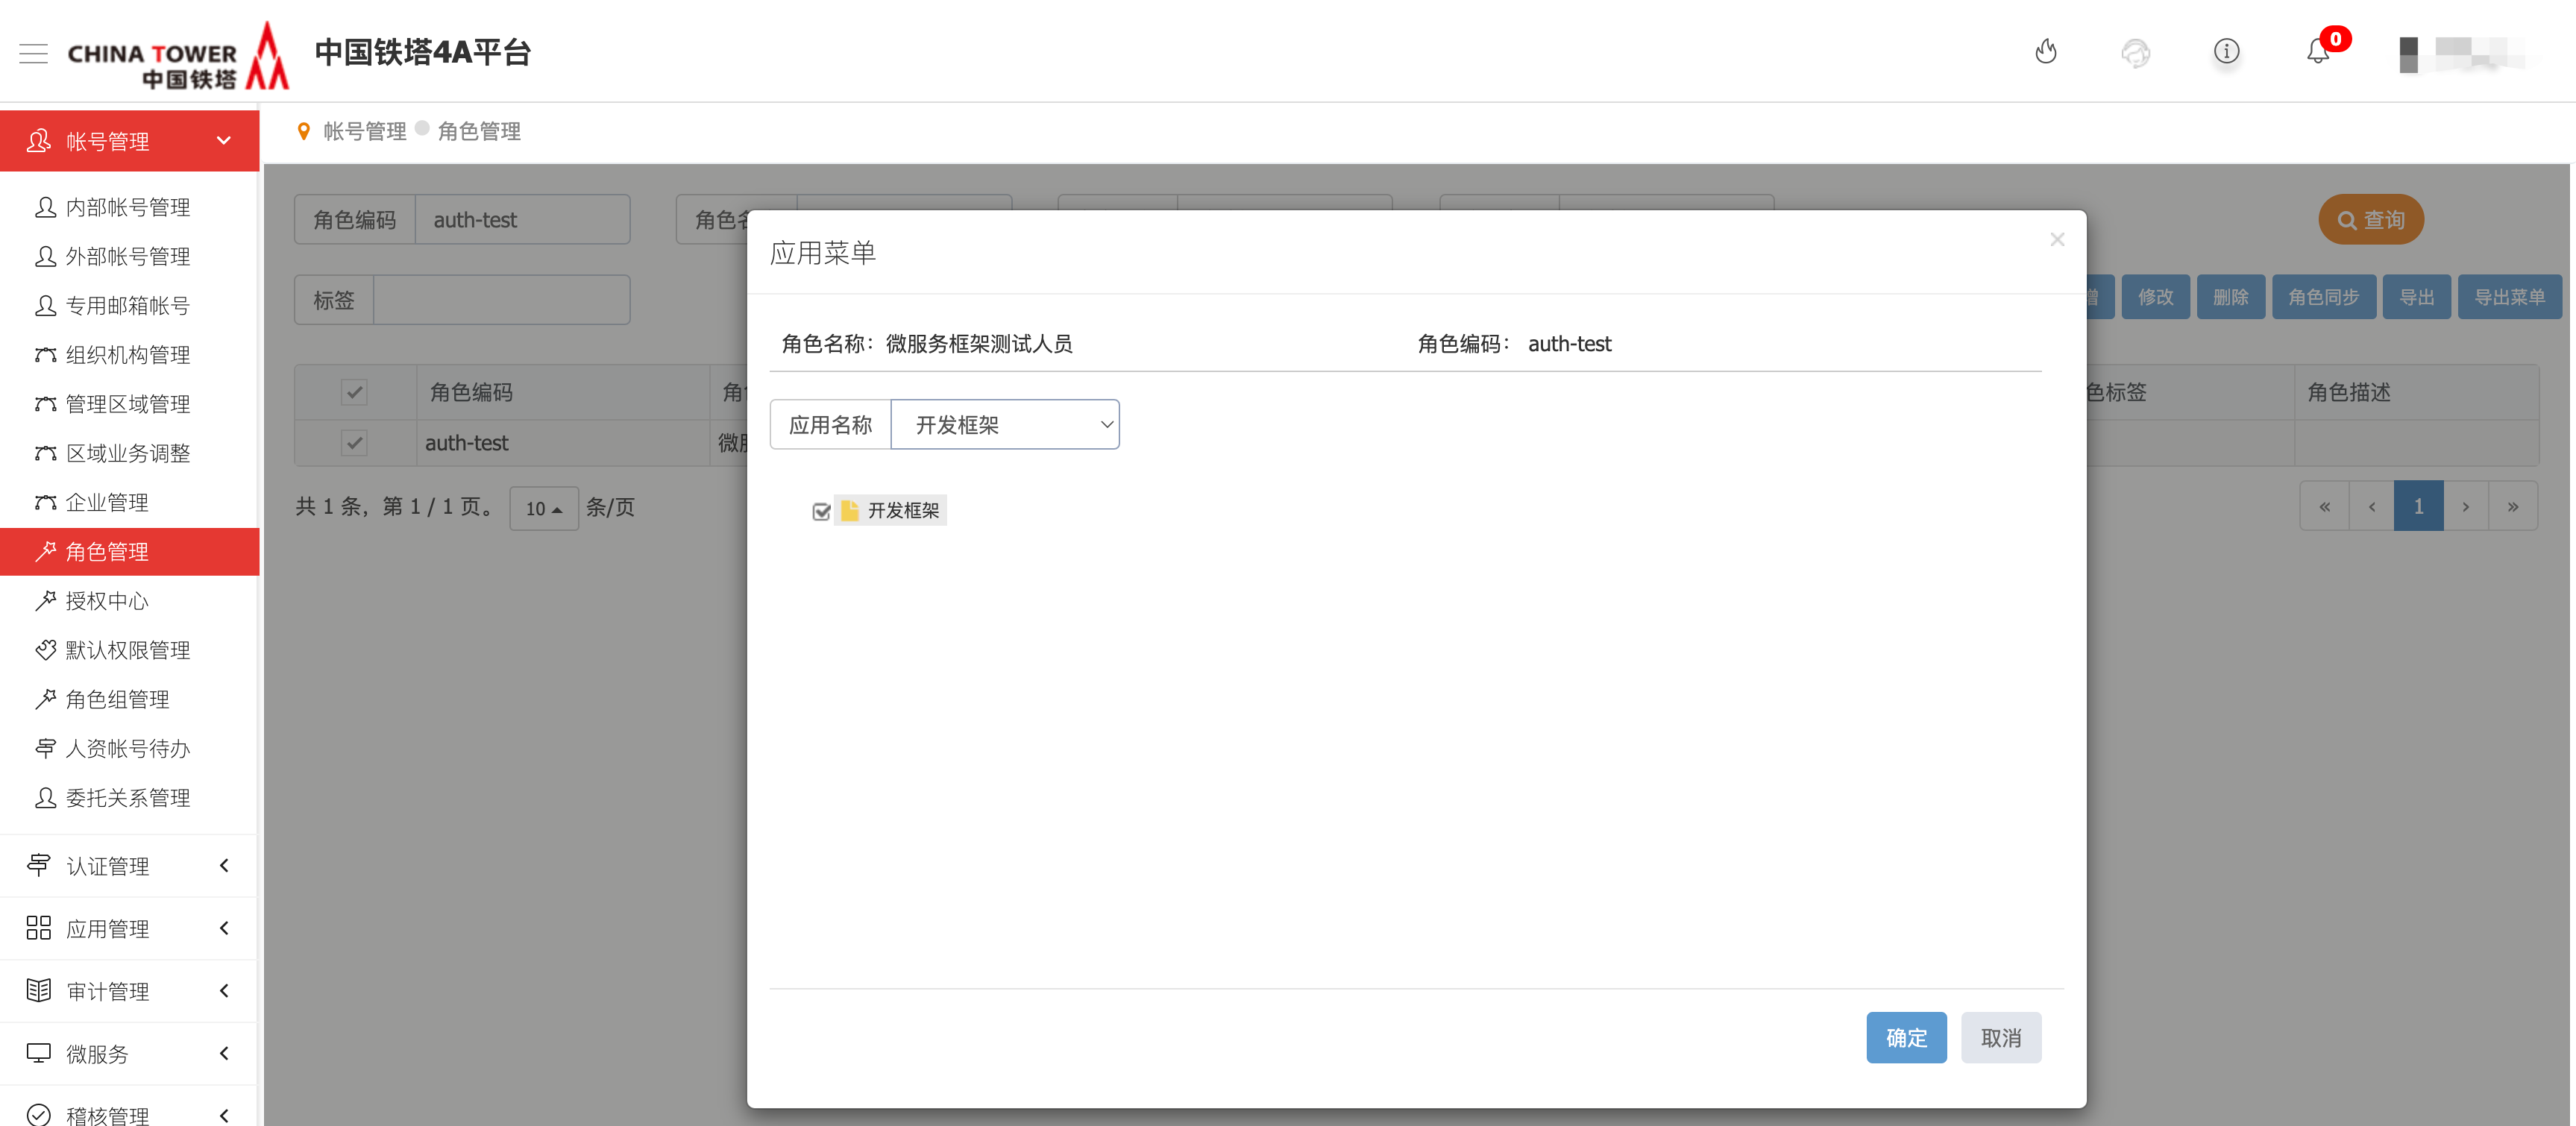 CHINA TOWER
中国铁塔
中国铁塔4A平台
0
帐号管理
内部帐号管理
外部帐号管理
专用邮箱帐号
组织机构管理
管理区域管理
区域业务调整
企业管理
角色管理
授权中心
默认权限管理
角色组管理
人资帐号待办
委托关系管理
认证管理
应用管理
审计管理
微服务
稽核管理
帐号管理 角色管理
角色编码 auth-test
角色名
查询
标签
增 修改 删除 角色同步 导出 导出菜单
角色编码 角色 色标签 角色描述
auth-test 微服
共 1 条，第 1 / 1 页。 10 条/页
« ‹ 1 › »
应用菜单
×
角色名称：微服务框架测试人员 角色编码： auth-test
应用名称 开发框架
开发框架
确定 取消